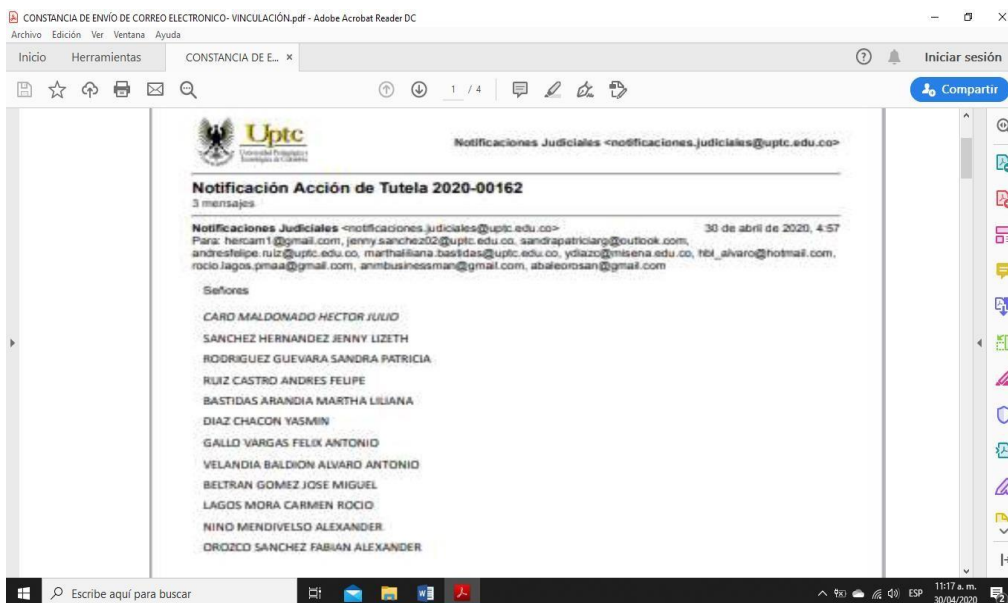 CONSTANCIA DE ENVÍO DE CORREO ELECTRONICO- VINCULACIÓN.pdf - Adobe Acrobat Reader DC
Archivo Edición Ver Ventana Ayuda
Inicio Herramientas CONSTANCIA DE E... × Iniciar sesión
1 / 4 Compartir
Uptc
Universidad Pedagógica y
Tecnológica de Colombia
Notificaciones Judiciales <notificaciones.judiciales@uptc.edu.co>
Notificación Acción de Tutela 2020-00162
3 mensajes
Notificaciones Judiciales <notificaciones.judiciales@uptc.edu.co> 30 de abril de 2020, 4:57
Para: hercam1@gmail.com, jenny.sanchez02@uptc.edu.co, sandrapatriciarg@outlook.com,
andresfelipe.ruiz@uptc.edu.co, marthaliliana.bastidas@uptc.edu.co, ydiazo@misena.edu.co, hbl_alvaro@hotmail.com,
rocio.lagos.pmaa@gmail.com, anmbusinessman@gmail.com, abaleorosan@gmail.com
Señores
CARO MALDONADO HECTOR JULIO
SANCHEZ HERNANDEZ JENNY LIZETH
RODRIGUEZ GUEVARA SANDRA PATRICIA
RUIZ CASTRO ANDRES FELIPE
BASTIDAS ARANDIA MARTHA LILIANA
DIAZ CHACON YASMIN
GALLO VARGAS FELIX ANTONIO
VELANDIA BALDION ALVARO ANTONIO
BELTRAN GOMEZ JOSE MIGUEL
LAGOS MORA CARMEN ROCIO
NINO MENDIVELSO ALEXANDER
OROZCO SANCHEZ FABIAN ALEXANDER
Escribe aquí para buscar ESP 11:17 a. m.
30/04/2020